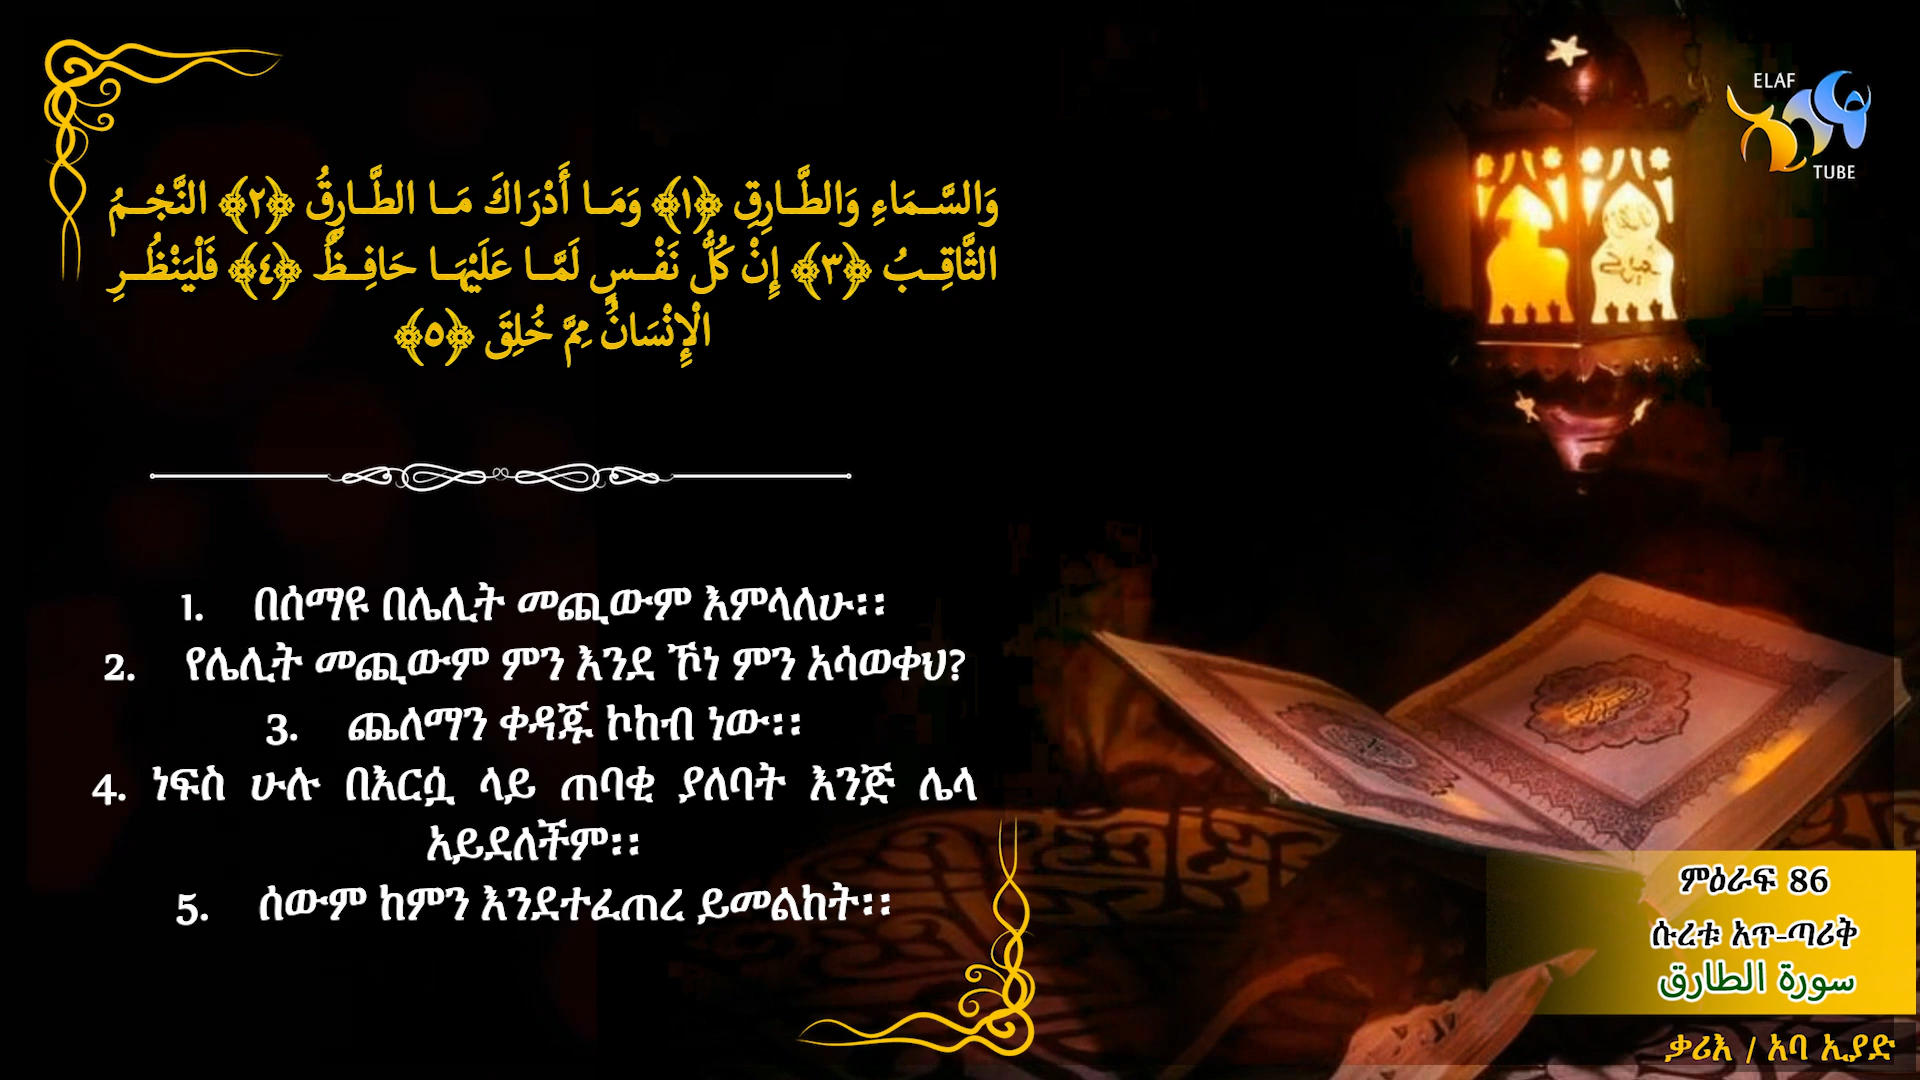 وَالسَّمَاءِ وَالطَّارِقِ ﴿١﴾ وَمَا أَدْرَاكَ مَا الطَّارِقُ ﴿٢﴾ النَّجْمُ
الثَّاقِبُ ﴿٣﴾ إِنْ كُلُّ نَفْسٍ لَمَّا عَلَيْهَا حَافِظٌ ﴿٤﴾ فَلْيَنْظُرِ
الْإِنْسَانُ مِمَّ خُلِقَ ﴿٥﴾
1. በሰማዩ በሌሊት መጪውም እምላለሁ፡፡
2. የሌሊት መጪውም ምን እንደ ኾነ ምን አሳወቀህ?
3. ጨለማን ቀዳጁ ኮከብ ነው፡፡
4. ነፍስ ሁሉ በእርሷ ላይ ጠባቂ ያለባት እንጅ ሌላ
አይደለችም፡፡
5. ሰውም ከምን እንደተፈጠረ ይመልከት፡፡
ELAF
TUBE
ምዕራፍ 86
ሱረቱ አጥ-ጣሪቅ
سورة الطارق
ቃሪእ / አባ ኢያድ